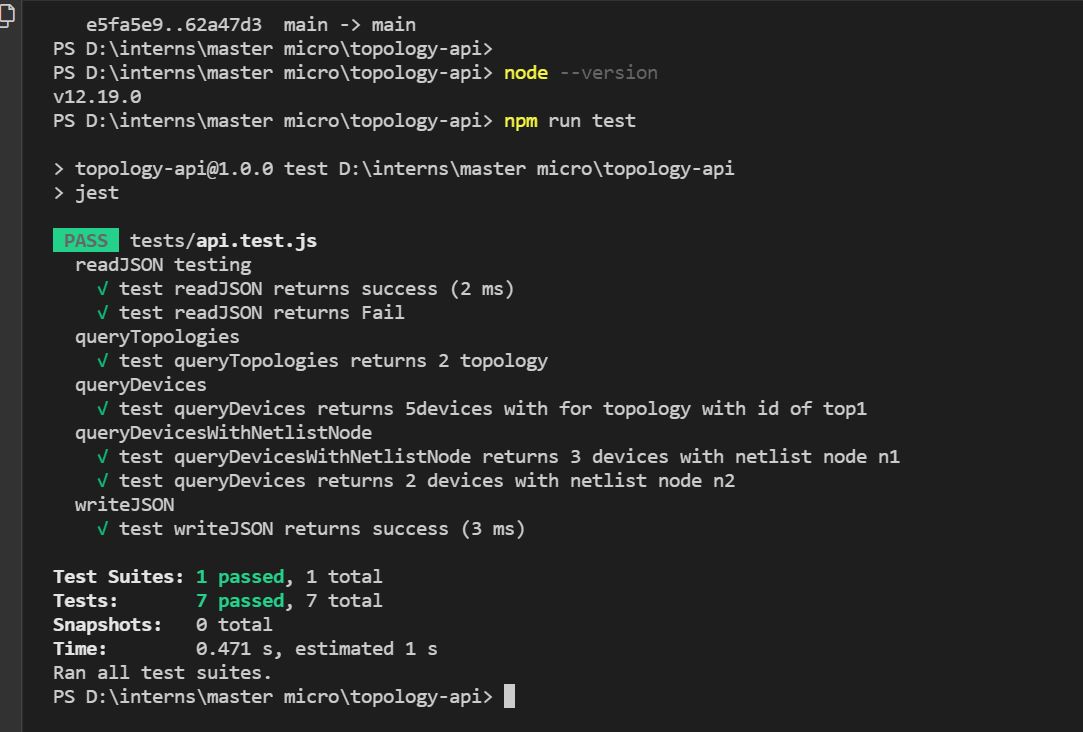 e5fa5e9..62a47d3  main -> main
PS D:\interns\master micro\topology-api>
PS D:\interns\master micro\topology-api> node --version
v12.19.0
PS D:\interns\master micro\topology-api> npm run test
> topology-api@1.0.0 test D:\interns\master micro\topology-api
> jest
PASS tests/api.test.js
readJSON testing
√ test readJSON returns success (2 ms)
√ test readJSON returns Fail
queryTopologies
√ test queryTopologies returns 2 topology
queryDevices
√ test queryDevices returns 5devices with for topology with id of top1
queryDevicesWithNetlistNode
√ test queryDevicesWithNetlistNode returns 3 devices with netlist node n1
√ test queryDevices returns 2 devices with netlist node n2
writeJSON
√ test writeJSON returns success (3 ms)
Test Suites: 1 passed, 1 total
Tests:       7 passed, 7 total
Snapshots:   0 total
Time:        0.471 s, estimated 1 s
Ran all test suites.
PS D:\interns\master micro\topology-api>